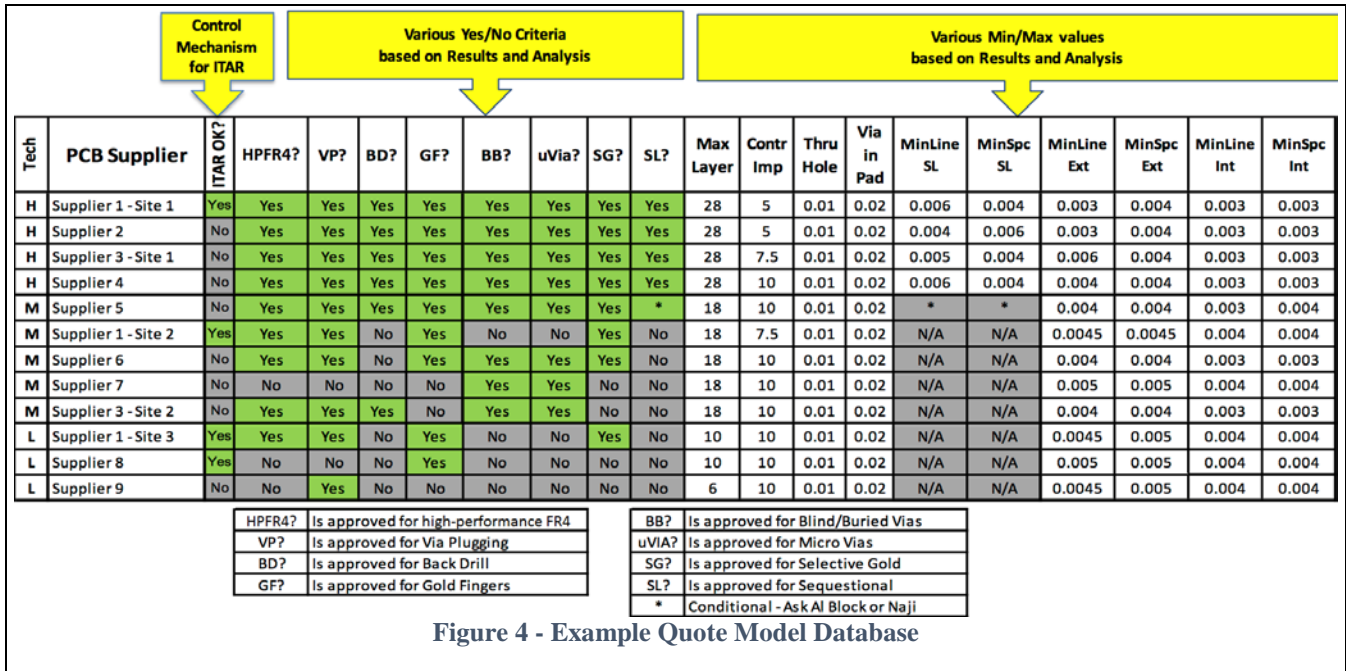 Control
Mechanism
for ITAR
Various Yes/No Criteria
based on Results and Analysis
Various Min/Max values
based on Results and Analysis
Tech PCB Supplier ITAR OK? HPFR4? VP? BD? GF? BB? uVia? SG? SL? Max Layer Contr Imp Thru Hole Via in Pad MinLine SL MinSpc SL MinLine Ext MinSpc Ext MinLine Int MinSpc Int
H Supplier 1 - Site 1 Yes Yes Yes Yes Yes Yes Yes Yes Yes 28 5 0.01 0.02 0.006 0.004 0.003 0.004 0.003 0.003
H Supplier 2 No Yes Yes Yes Yes Yes Yes Yes Yes 28 5 0.01 0.02 0.004 0.006 0.003 0.004 0.003 0.003
H Supplier 3 - Site 1 No Yes Yes Yes Yes Yes Yes Yes Yes 28 7.5 0.01 0.02 0.005 0.004 0.006 0.004 0.003 0.003
H Supplier 4 No Yes Yes Yes Yes Yes Yes Yes Yes 28 10 0.01 0.02 0.006 0.004 0.004 0.004 0.003 0.003
M Supplier 5 No Yes Yes Yes Yes Yes Yes Yes * 18 10 0.01 0.02 * * 0.004 0.004 0.003 0.004
M Supplier 1 - Site 2 Yes Yes Yes No Yes No No Yes No 18 7.5 0.01 0.02 N/A N/A 0.0045 0.0045 0.004 0.004
M Supplier 6 No Yes Yes No Yes Yes Yes Yes No 18 10 0.01 0.02 N/A N/A 0.004 0.004 0.003 0.003
M Supplier 7 No No No No No Yes Yes No No 18 10 0.01 0.02 N/A N/A 0.005 0.005 0.004 0.004
M Supplier 3 - Site 2 No Yes Yes Yes No Yes Yes No No 18 10 0.01 0.02 N/A N/A 0.004 0.004 0.003 0.003
L Supplier 1 - Site 3 Yes Yes Yes No Yes No No Yes No 10 10 0.01 0.02 N/A N/A 0.0045 0.005 0.004 0.004
L Supplier 8 Yes No No No Yes No No No No 10 10 0.01 0.02 N/A N/A 0.005 0.005 0.004 0.004
L Supplier 9 No No Yes No No No No No No 6 10 0.01 0.02 N/A N/A 0.0045 0.005 0.004 0.004
HPFR4? Is approved for high-performance FR4
VP? Is approved for Via Plugging
BD? Is approved for Back Drill
GF? Is approved for Gold Fingers
BB? Is approved for Blind/Buried Vias
uVIA? Is approved for Micro Vias
SG? Is approved for Selective Gold
SL? Is approved for Sequestional
* Conditional - Ask Al Block or Naji
Figure 4 - Example Quote Model Database